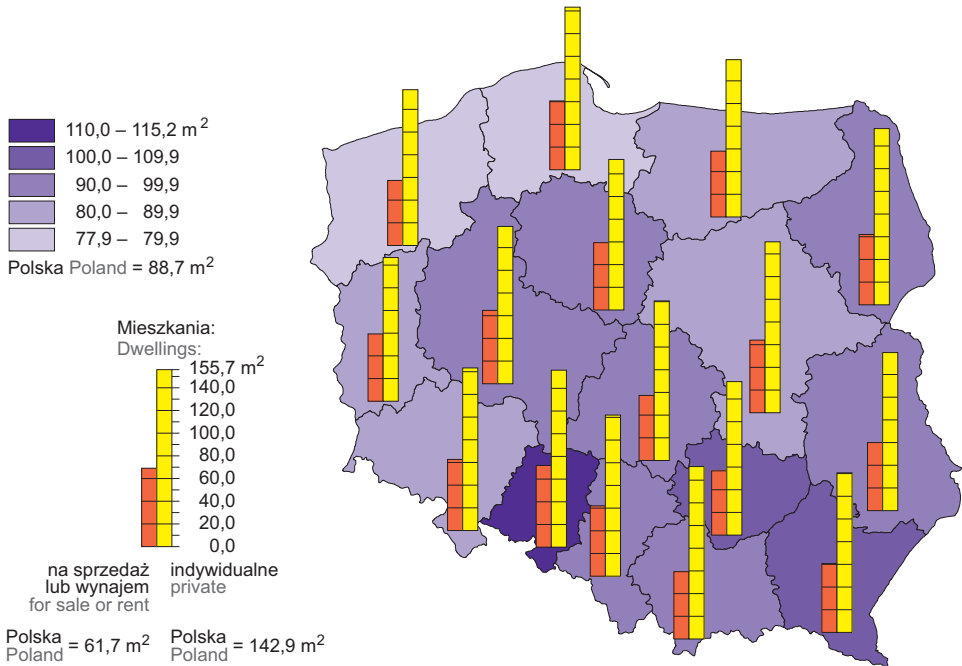 110,0 – 115,2 m²
100,0 – 109,9
90,0 – 99,9
80,0 – 89,9
77,9 – 79,9
Polska Poland = 88,7 m²
Mieszkania:
Dwellings:
155,7 m²
140,0
120,0
100,0
80,0
60,0
40,0
20,0
0,0
na sprzedaż
lub wynajem
for sale or rent
indywidualne
private
Polska
Poland = 61,7 m²
Polska
Poland = 142,9 m²